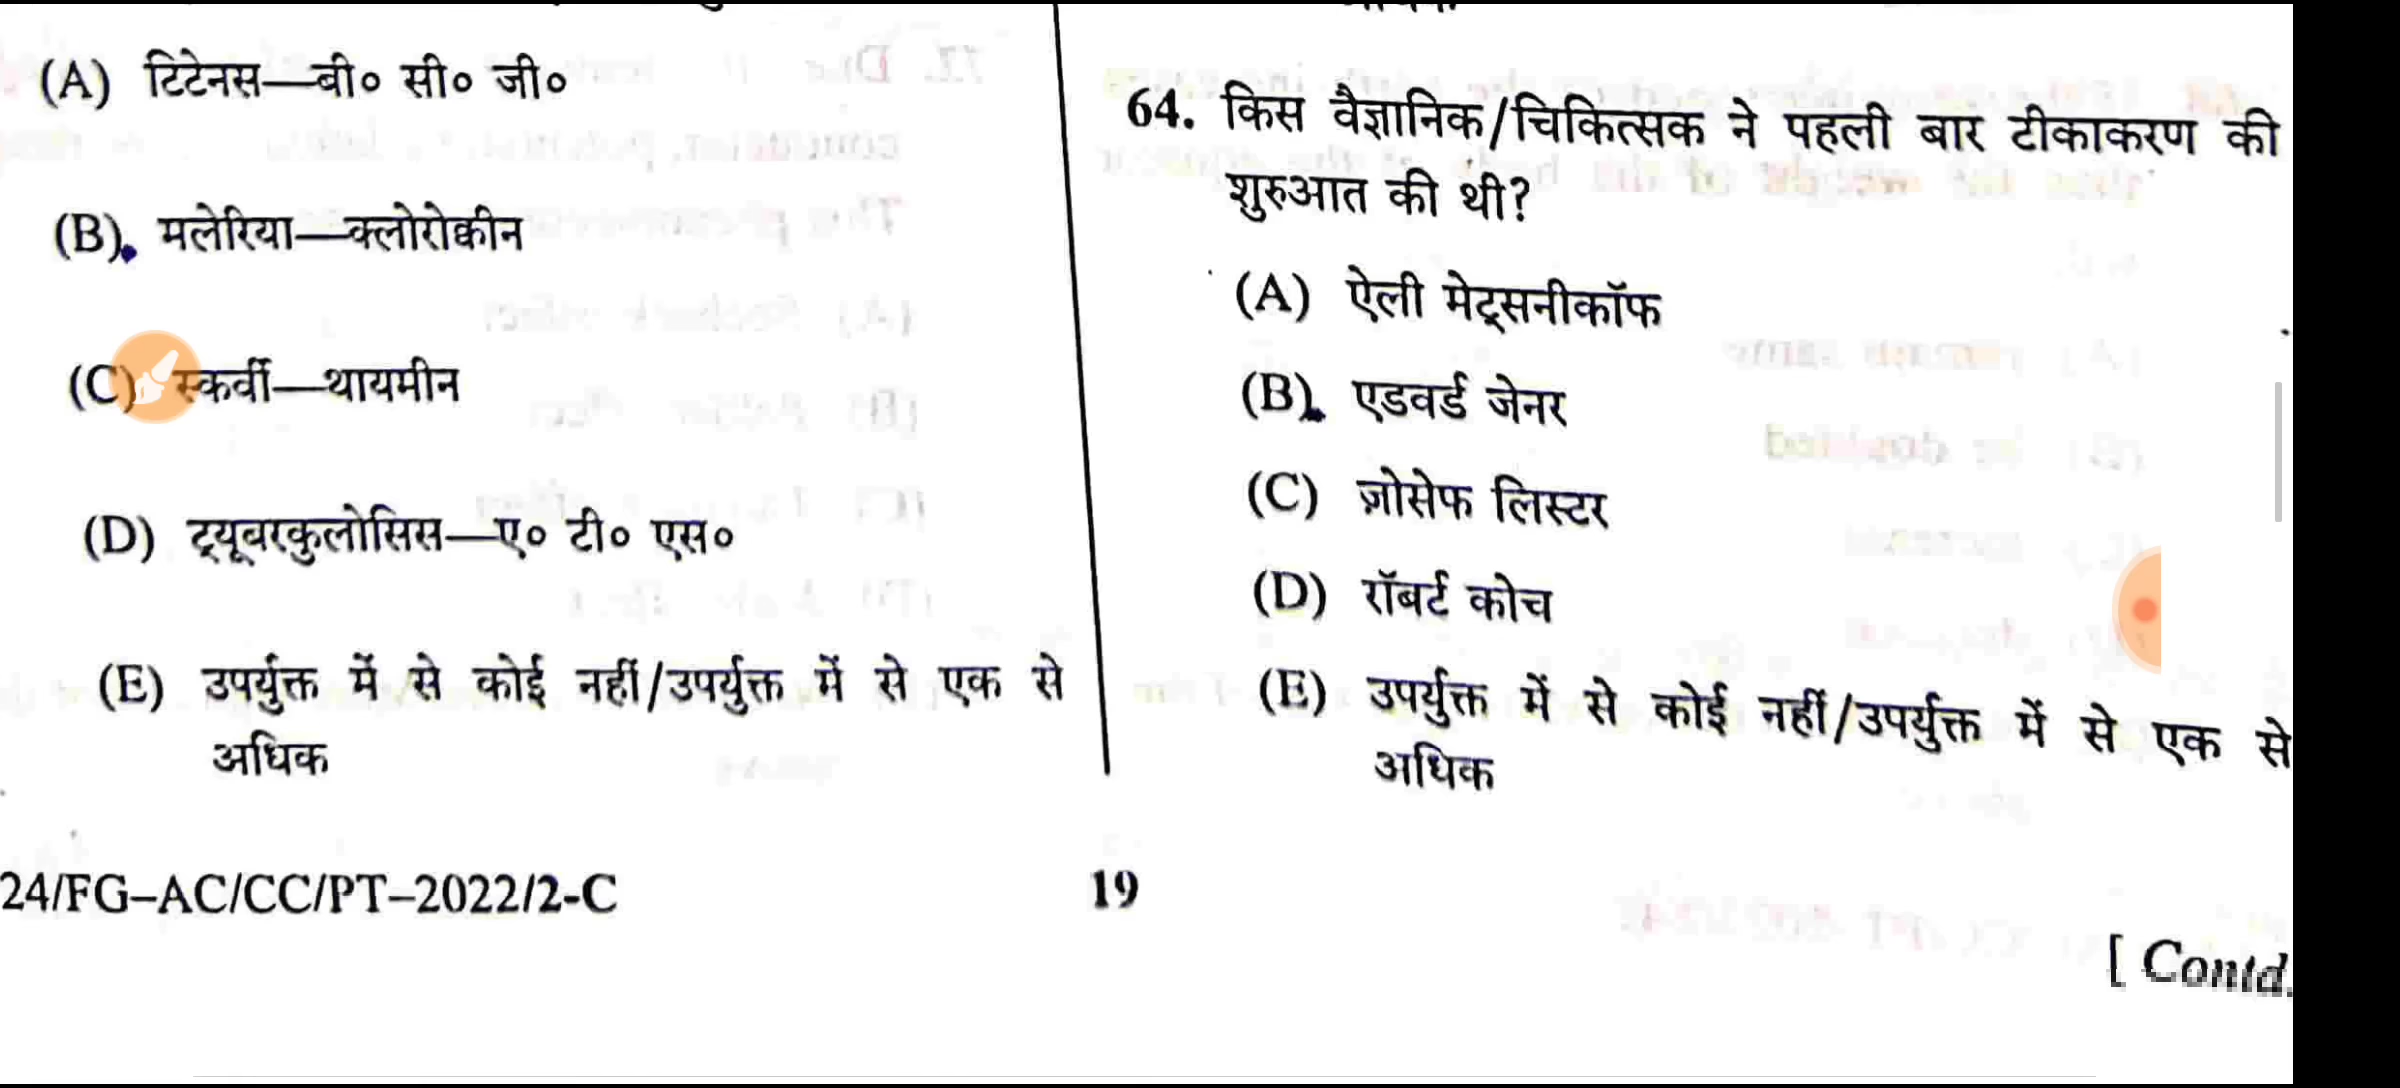 (A) टिटेनस—बी० सी० जी०
(B) मलेरिया—क्लोरोक्वीन
(C) स्कर्वी—थायमीन
(D) ट्यूबरकुलोसिस—ए० टी० एस०
(E) उपर्युक्त में से कोई नहीं/उपर्युक्त में से एक से
अधिक
64. किस वैज्ञानिक/चिकित्सक ने पहली बार टीकाकरण की
शुरुआत की थी?
(A) ऐली मेट्सनीकॉफ
(B) एडवर्ड जेनर
(C) ज़ोसेफ लिस्टर
(D) रॉबर्ट कोच
(E) उपर्युक्त में से कोई नहीं/उपर्युक्त में से एक से
अधिक
24/FG–AC/CC/PT–2022/2-C
19
[ Contd.